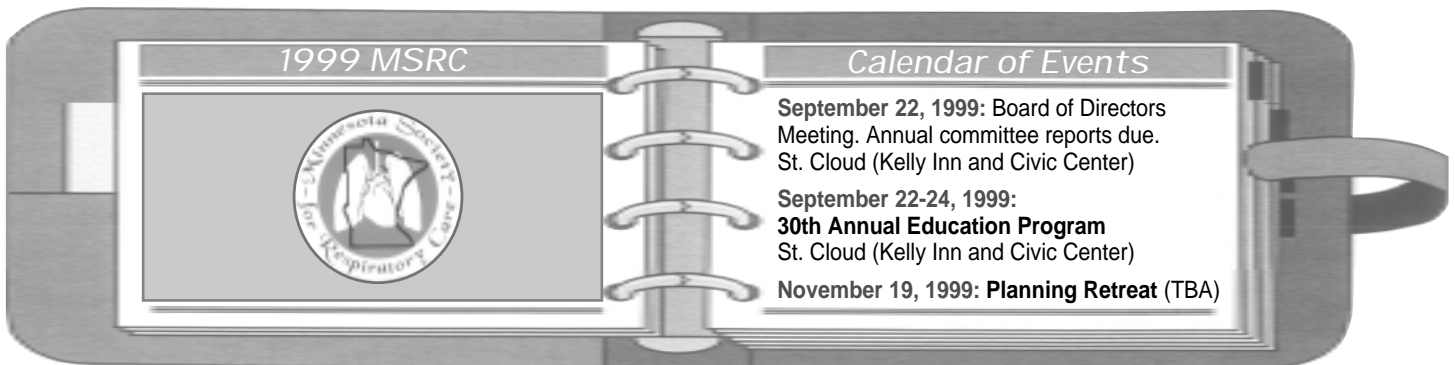 1999 MSRC
Minnesota Society
for Respiratory Care
Calendar of Events
September 22, 1999: Board of Directors
Meeting. Annual committee reports due.
St. Cloud (Kelly Inn and Civic Center)
September 22-24, 1999:
30th Annual Education Program
St. Cloud (Kelly Inn and Civic Center)
November 19, 1999: Planning Retreat (TBA)